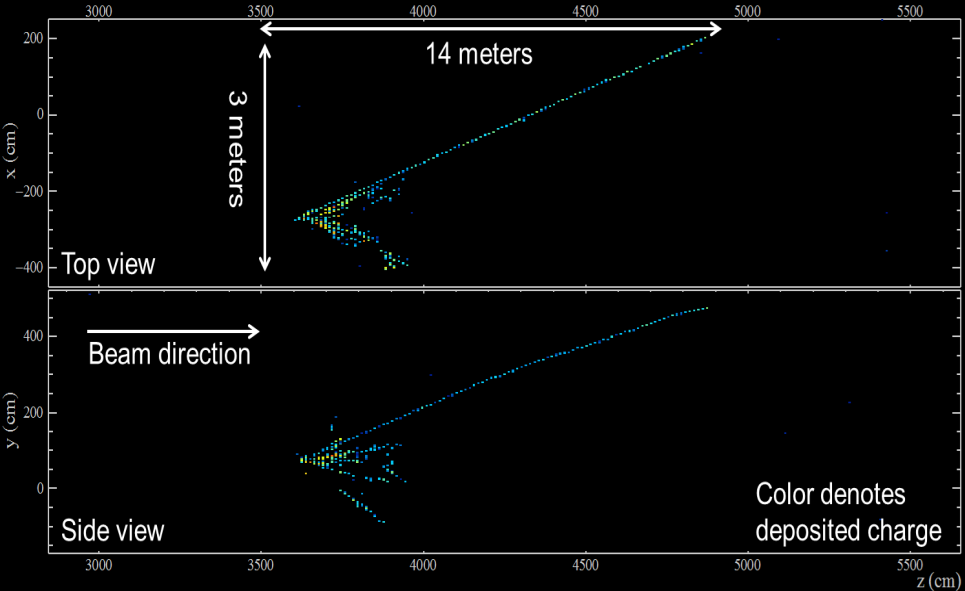 3000 3500 4000 4500 5000 5500
200
0
−200
−400
x (cm)
14 meters
3 meters
Top view
400
200
0
y (cm)
Beam direction
Side view
Color denotes
deposited charge
3000 3500 4000 4500 5000 5500
z (cm)